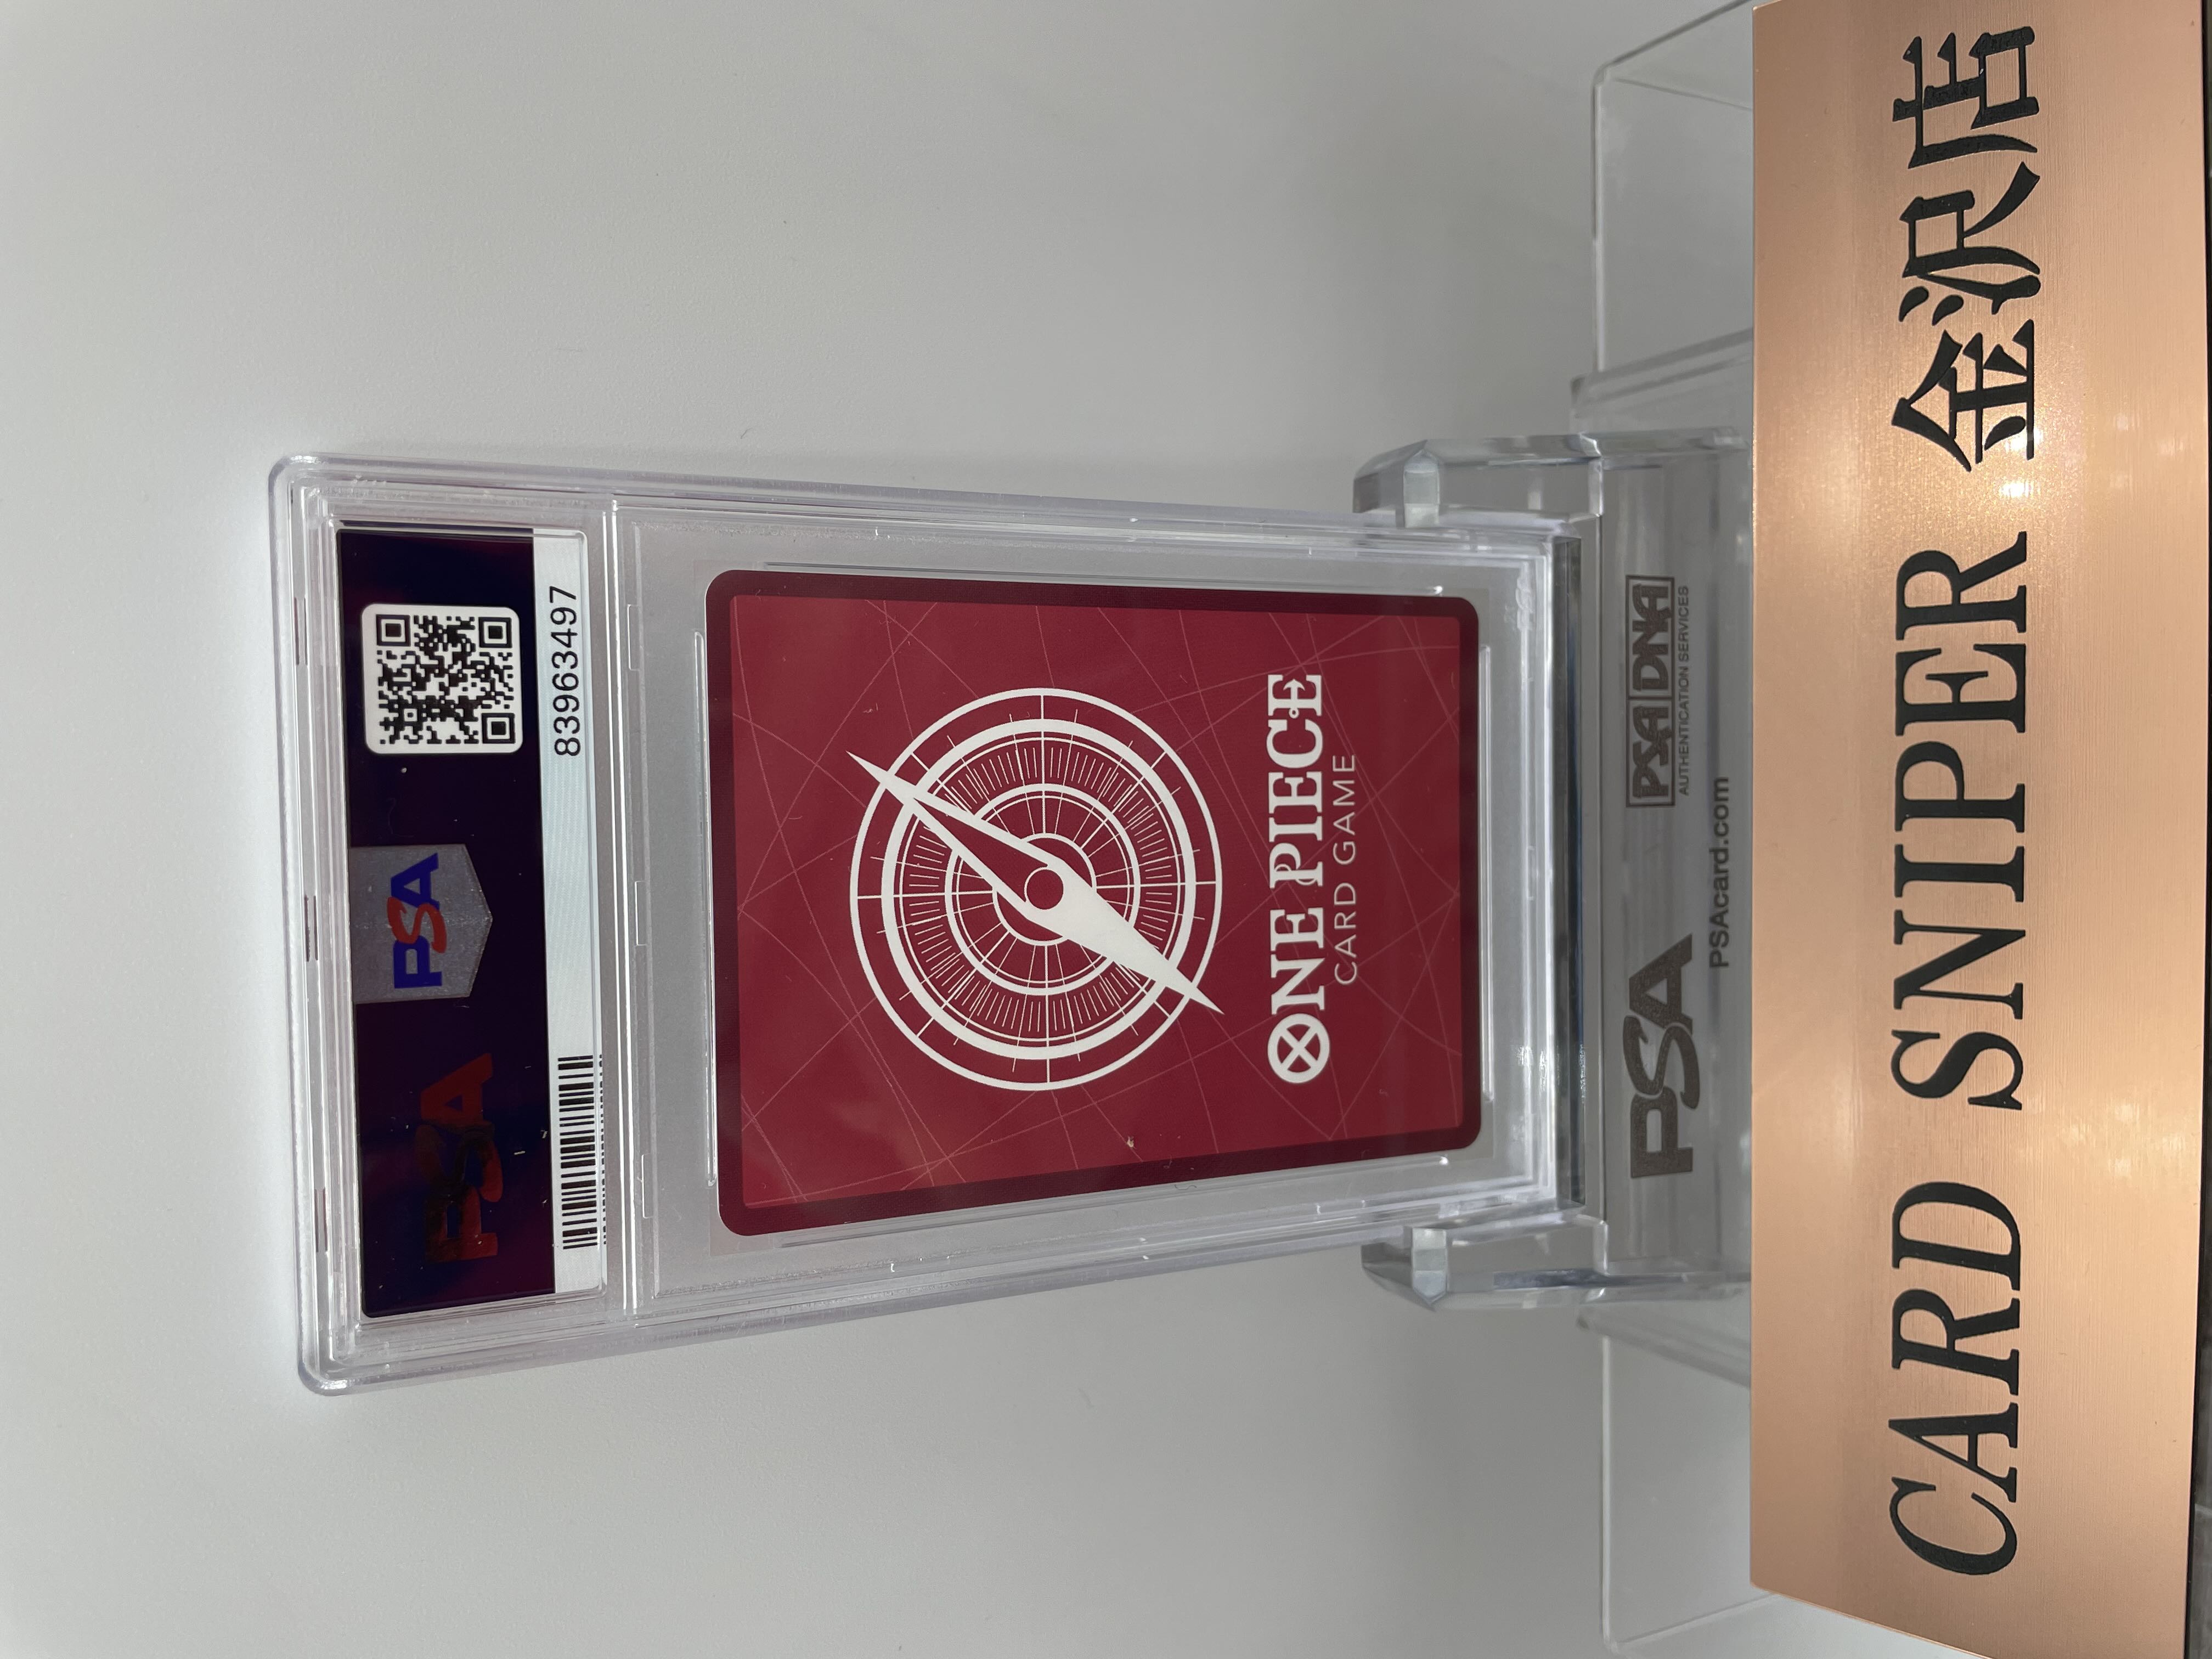 PSA
PSA
83963497
ONE PIECE
CARD GAME
PSA
PSA DNA
AUTHENTICATION SERVICES
PSAcard.com
CARD SNIPER 金沢店